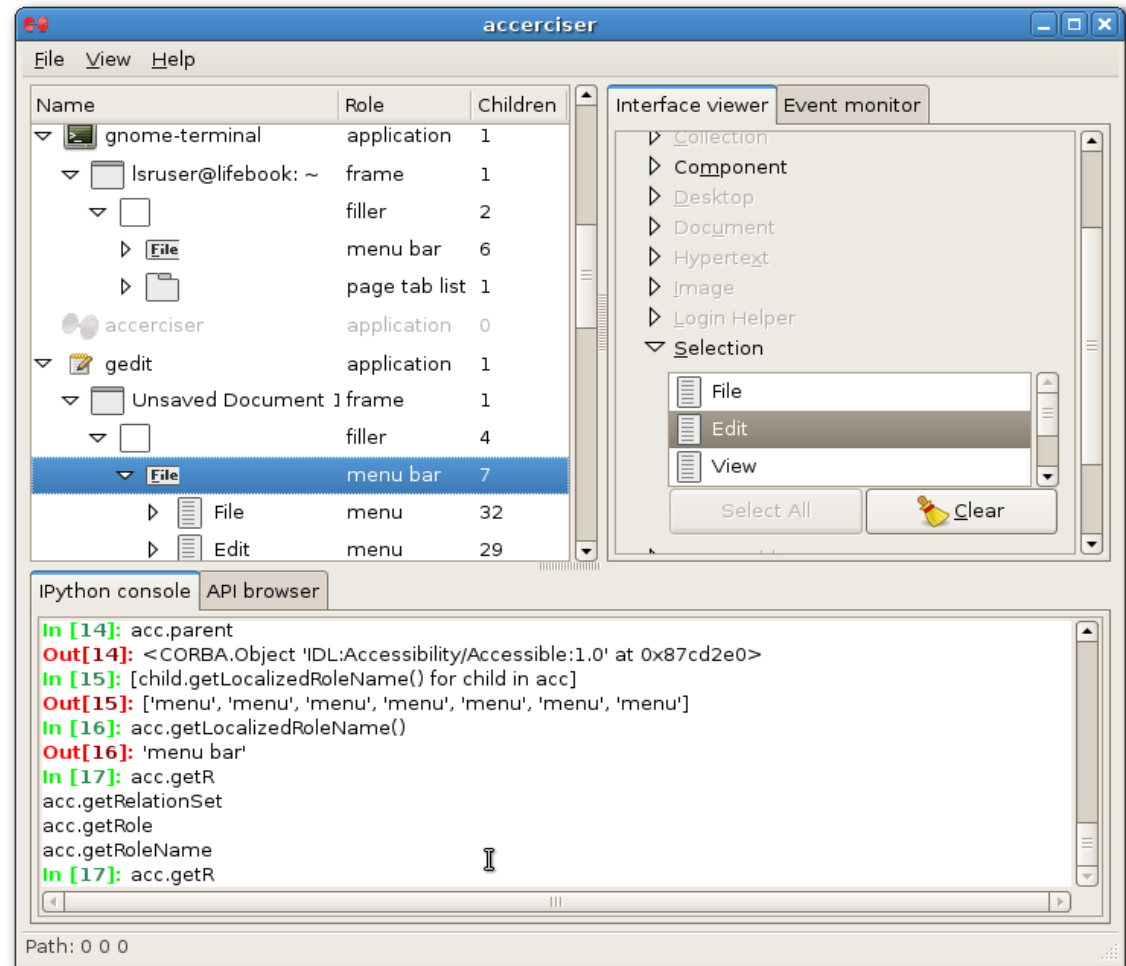 accerciser
File View Help
Name Role Children
gnome-terminal application 1
lsruser@lifebook: ~ frame 1
filler 2
File menu bar 6
page tab list 1
accerciser application 0
gedit application 1
Unsaved Document 1 frame 1
filler 4
File menu bar 7
File menu 32
Edit menu 29
Interface viewer Event monitor
Collection
Component
Desktop
Document
Hypertext
Image
Login Helper
Selection
File
Edit
View
Select All Clear
IPython console API browser
In [14]: acc.parent
Out[14]: <CORBA.Object 'IDL:Accessibility/Accessible:1.0' at 0x87cd2e0>
In [15]: [child.getLocalizedRoleName() for child in acc]
Out[15]: ['menu', 'menu', 'menu', 'menu', 'menu', 'menu', 'menu']
In [16]: acc.getLocalizedRoleName()
Out[16]: 'menu bar'
In [17]: acc.getR
acc.getRelationSet
acc.getRole
acc.getRoleName
In [17]: acc.getR
Path: 0 0 0